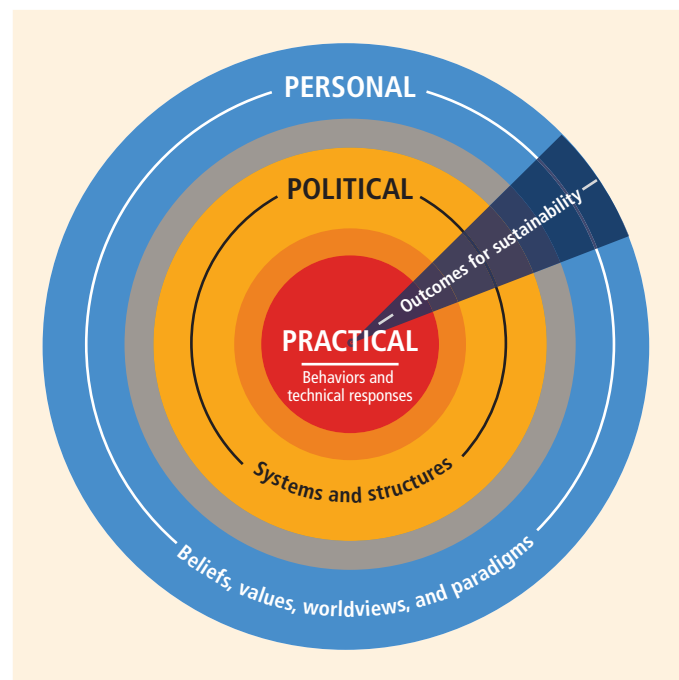 PERSONAL
POLITICAL
Outcomes for sustainability
PRACTICAL
Behaviors and
technical responses
Systems and structures
Beliefs, values, worldviews, and paradigms